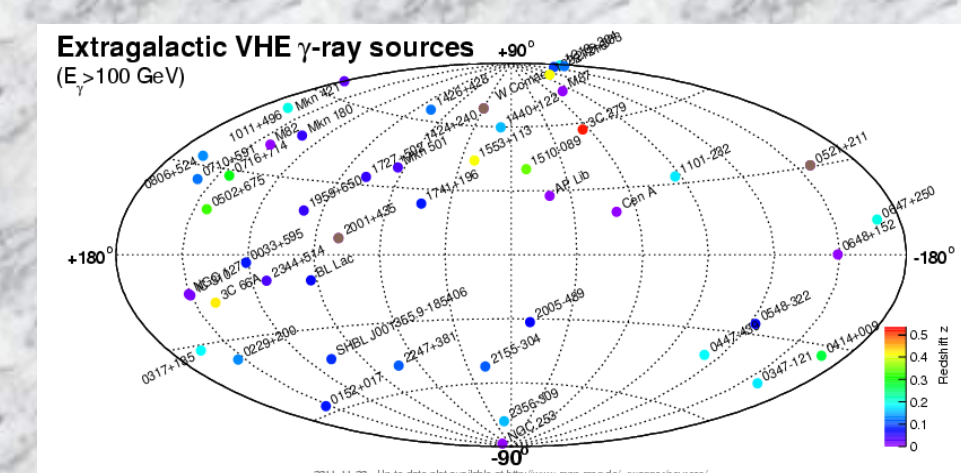 Extragalactic VHE γ-ray sources
(Eγ>100 GeV)
+90°
Mkn 421
1011+496
M82
Mkn 180
1426+428
W Comae
M87
1424+240
1440+122
3C 279
0806+524
0710+591
0716+714
1727+502
Mkn 501
1553+113
1510-089
0521+211
0502+675
1959+650
1741+196
AP Lib
Cen A
1101-232
0647+250
2001+435
0648+152
+180°
-180°
0033+595
2344+514
BL Lac
3C 66A
2005-489
0548-322
0317+185
0229+200
SHBL J001355.9-185406
2247+381
2155-304
0414+009
0347-121
0152+017
2356-309
NGC 253
-90°
0.5
0.4
0.3
0.2
0.1
0
Redshift z